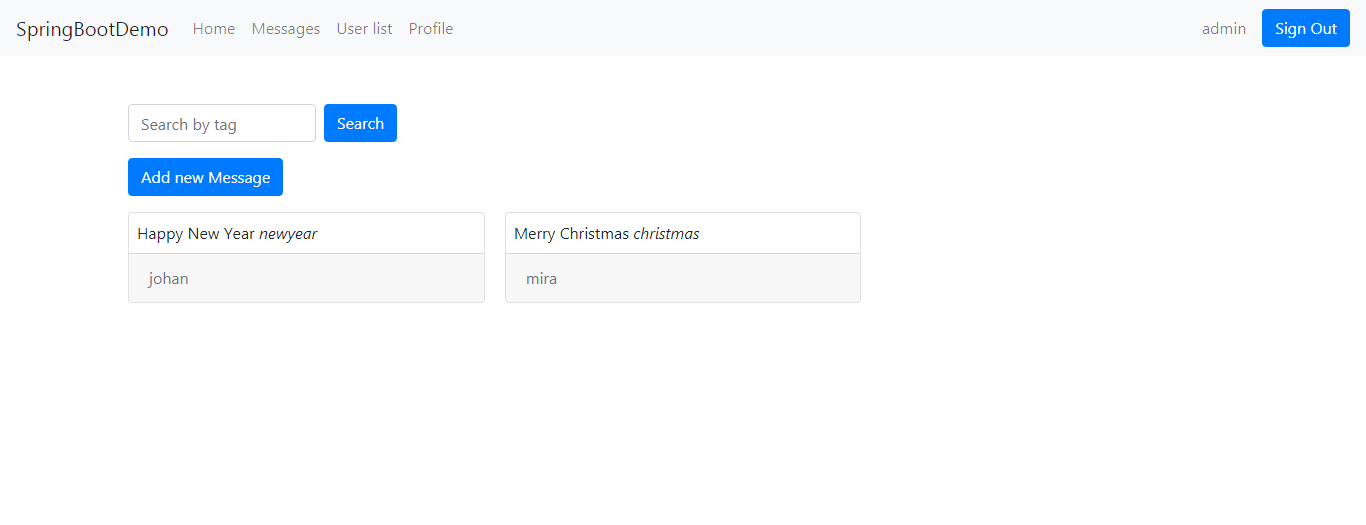 SpringBootDemo Home Messages User list Profile admin Sign Out
Search by tag Search
Add new Message
Happy New Year newyear
johan
Merry Christmas christmas
mira